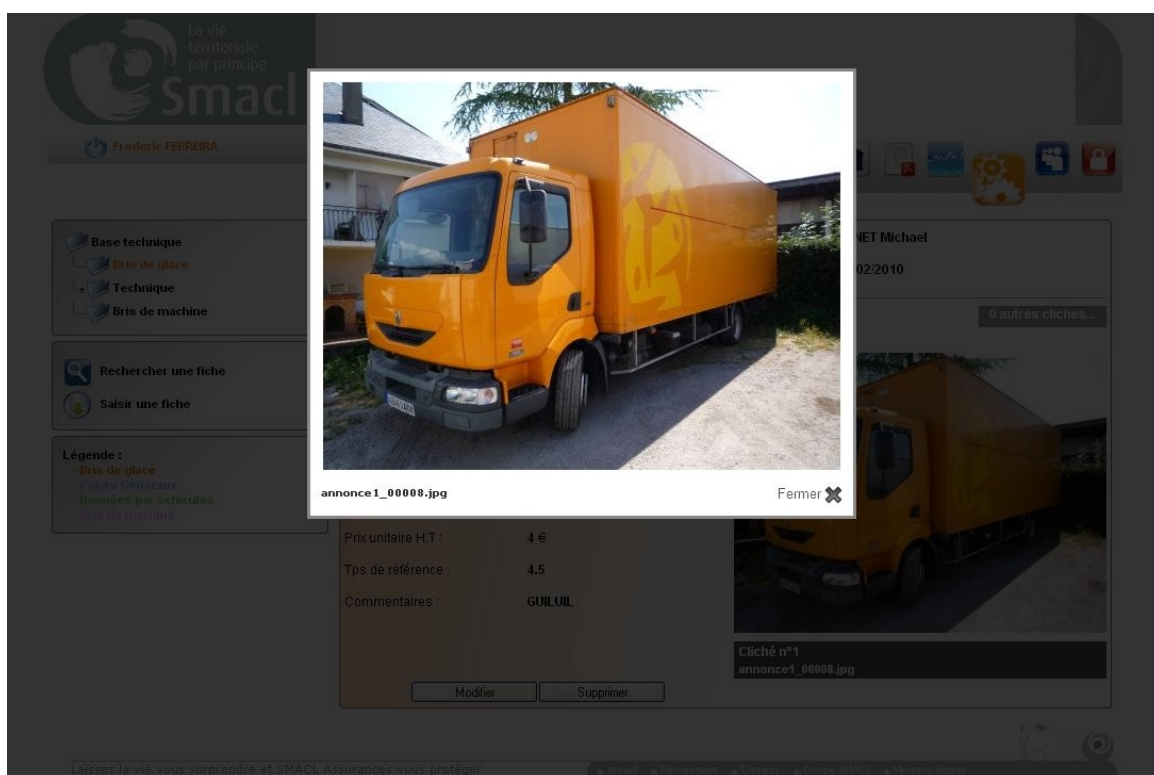 La vie
territoriale
par principe
Smacl
Frederic FERREIRA
Base technique
Bris de glace
Technique
Bris de machine
Rechercher une fiche
Saisir une fiche
Légende :
- Bris de glace
- Points Généraux
- Données par véhicules
- Bris de machine
annonce1_00008.jpg
Fermer
NET Michael
02/2010
0 autres cliches...
Prix unitaire H.T. :
4 €
Tps de référence :
4.5
Commentaires :
GUILUIL
Modifier
Supprimer
Cliché n°1
annonce1_00008.jpg
Laissez la vie vous surprendre et SMACL Assurances vous protéger